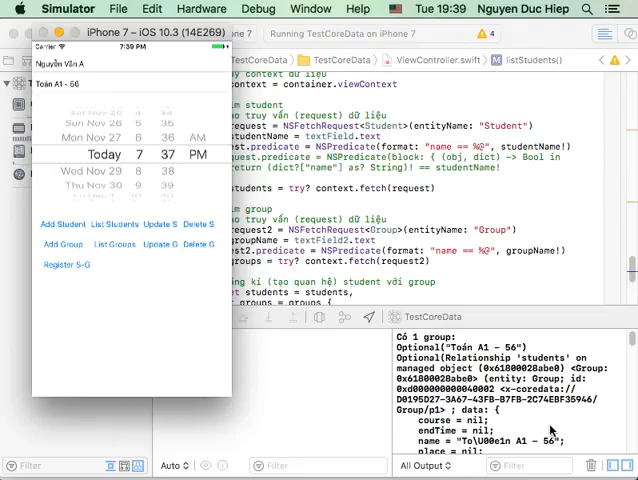 Simulator File Edit Hardware Debug Window Help Tue 19:39 Nguyen Duc Hiep
iPhone 7 – iOS 10.3 (14E269)
7
Running TestCoreData on iPhone 7
4
TestCoreData
TestCoreData
ViewController.swift
listStudents()
Carrier
7:39 PM
Nguyễn Văn A
Toán A1 - 66
Sun Nov 26 5 35
Mon Nov 27 6 36 AM
Today 7 37 PM
Wed Nov 29 8 38
Thu Nov 30 9 39
Add Student List Students Update S Delete S
Add Group List Groups Update G Delete G
Register S-G
context dữ liệu
context = container.viewContext
student
truy vấn (request) dữ liệu
request = NSFetchRequest<Student>(entityName: "Student")
studentName = textField.text
est.predicate = NSPredicate(format: "name == %@", studentName!)
request.predicate = NSPredicate(block: { (obj, dict) -> Bool in
return (dict?["name"] as? String)! == studentName!
students = try? context.fetch(request)
group
truy vấn (request) dữ liệu
request2 = NSFetchRequest<Group>(entityName: "Group")
groupName = textField2.text
est2.predicate = NSPredicate(format: "name == %@", groupName!)
groups = try? context.fetch(request2)
kí (tạo quan hệ) student với group
students = students,
groups = groups {
TestCoreData
Có 1 group:
Optional("Toán A1 - 56")
Optional(Relationship 'students' on
managed object (0x61800028abe0) <Group:
0x61800028abe0> (entity: Group; id:
0xd000000000040002 <x-coredata://
D0195D27-3A67-43FB-B7FB-2C74EBF35946/
Group/p1> ; data: {
course = nil;
endTime = nil;
name = "To\U00e1n A1 - 56";
place = nil;
Filter
Auto
Filter
All Output
Filter